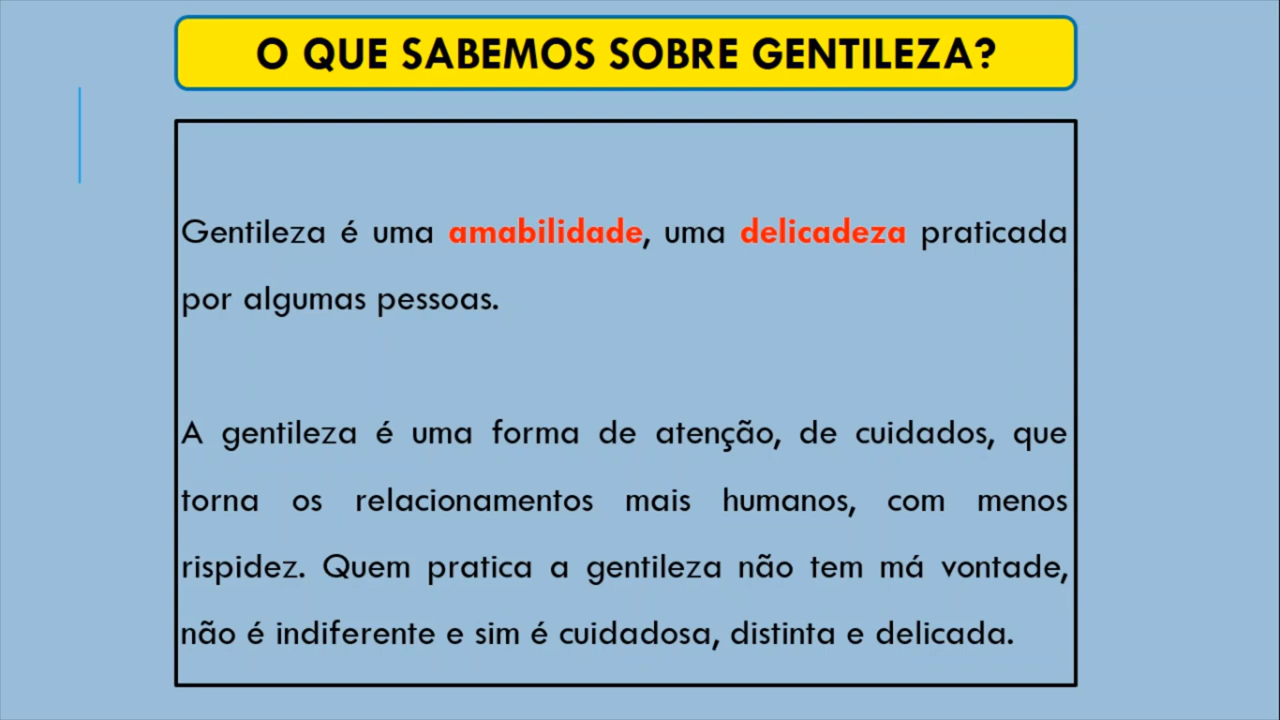 O QUE SABEMOS SOBRE GENTILEZA?
Gentileza é uma amabilidade, uma delicadeza praticada
por algumas pessoas.
A gentileza é uma forma de atenção, de cuidados, que
torna os relacionamentos mais humanos, com menos
rispidez. Quem pratica a gentileza não tem má vontade,
não é indiferente e sim é cuidadosa, distinta e delicada.